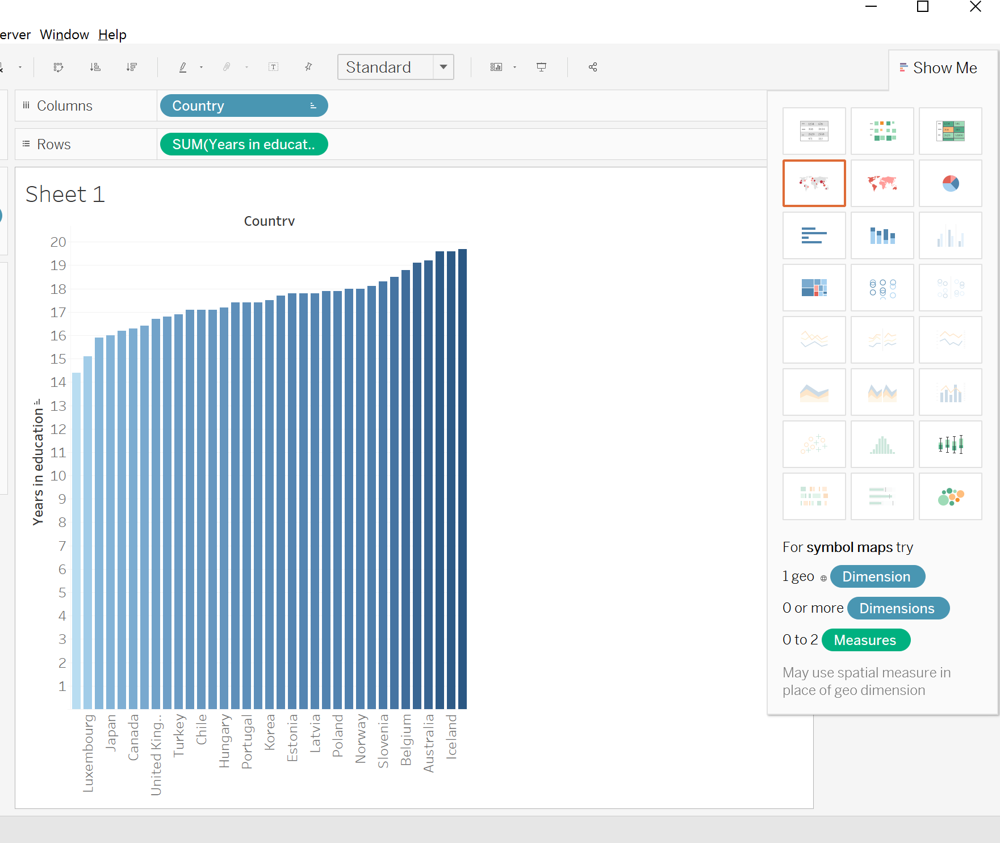 erver Window Help
Standard
Show Me
Columns Country
Rows SUM(Years in educat..
Sheet 1
Country
Years in education
20
19
18
17
16
15
14
13
12
11
10
9
8
7
6
5
4
3
2
1
Luxembourg
Japan
Canada
United King..
Turkey
Chile
Hungary
Portugal
Korea
Estonia
Latvia
Poland
Norway
Slovenia
Belgium
Australia
Iceland
For symbol maps try
1 geo Dimension
0 or more Dimensions
0 to 2 Measures
May use spatial measure in
place of geo dimension